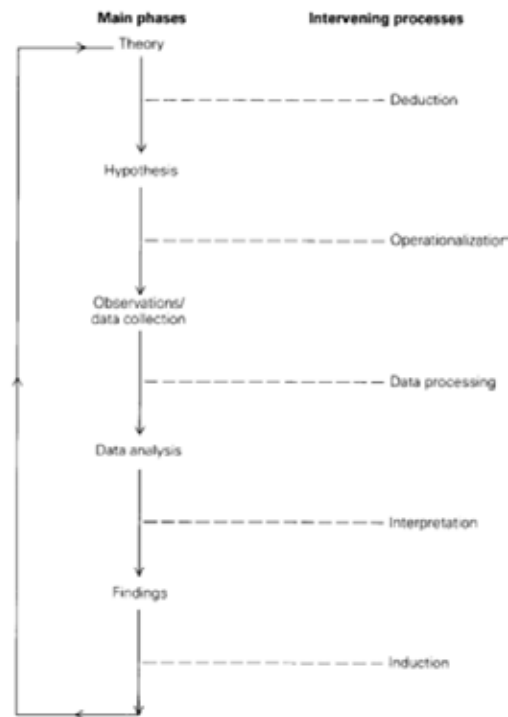 Main phases Intervening processes
Theory
Deduction
Hypothesis
Operationalization
Observations/
data collection
Data processing
Data analysis
Interpretation
Findings
Induction